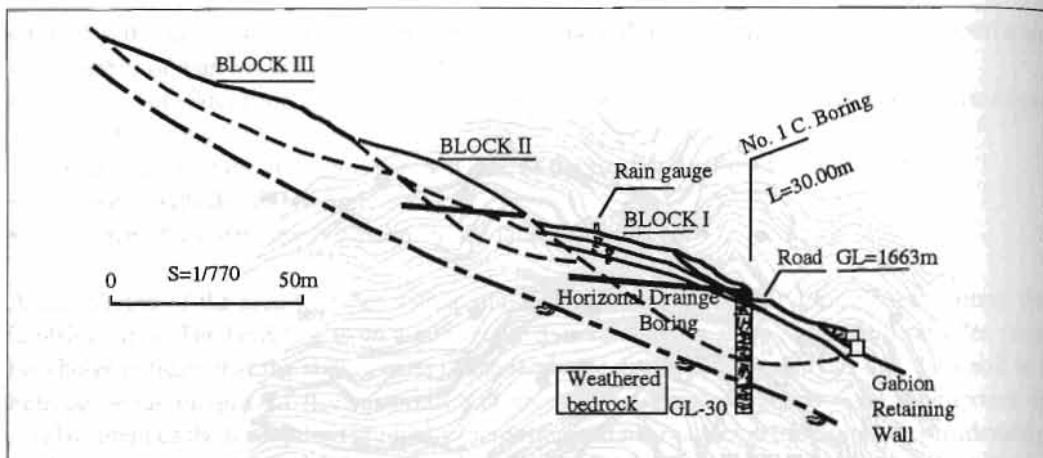 BLOCK III
BLOCK II
No. 1 C. Boring
L=30.00m
Rain gauge
BLOCK I
Road GL=1663m
0 S=1/770 50m
Horizonal Drainge
Boring
Weathered
bedrock
GL-30
Gabion
Retaining
Wall